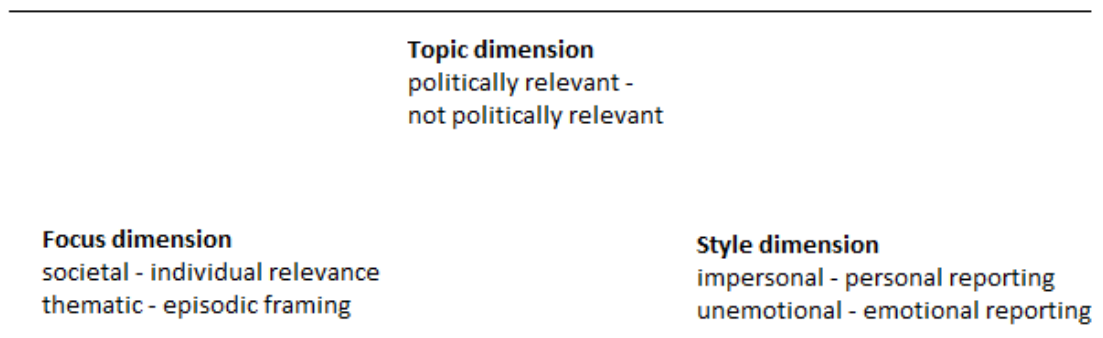 Topic dimension
politically relevant -
not politically relevant
Focus dimension
societal - individual relevance
thematic - episodic framing
Style dimension
impersonal - personal reporting
unemotional - emotional reporting